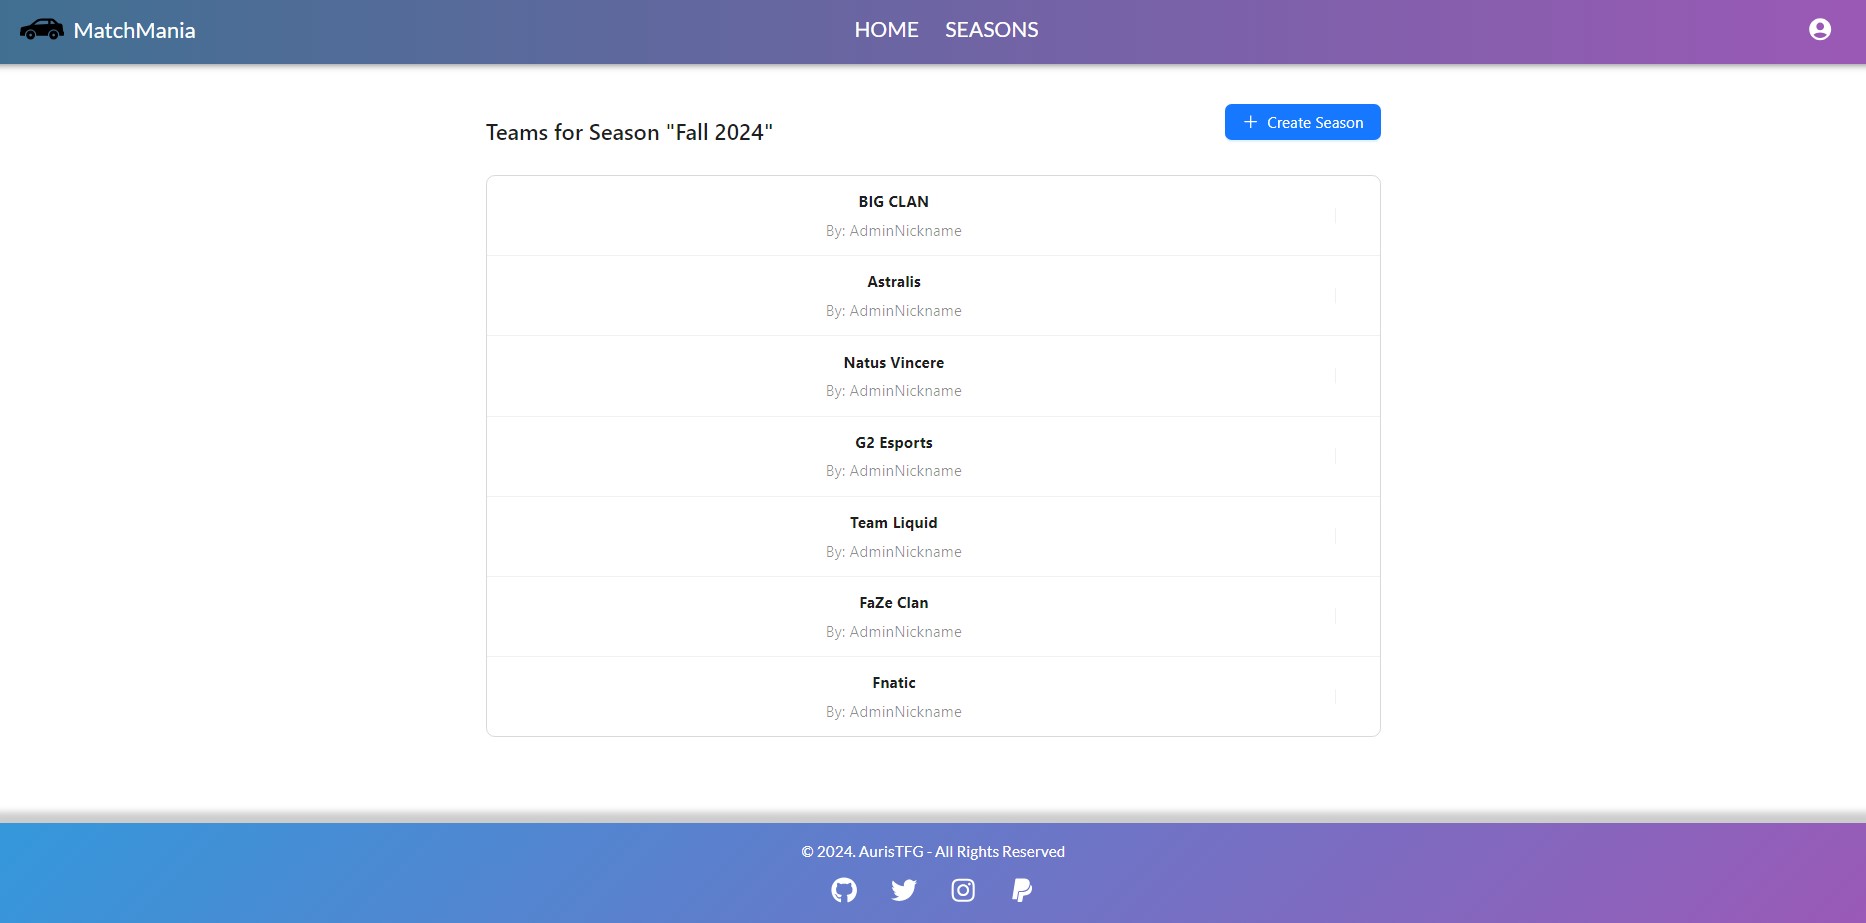 MatchMania
HOME
SEASONS
Teams for Season "Fall 2024"
Create Season
BIG CLAN
By: AdminNickname
Astralis
By: AdminNickname
Natus Vincere
By: AdminNickname
G2 Esports
By: AdminNickname
Team Liquid
By: AdminNickname
FaZe Clan
By: AdminNickname
Fnatic
By: AdminNickname
© 2024. AurisTFG - All Rights Reserved